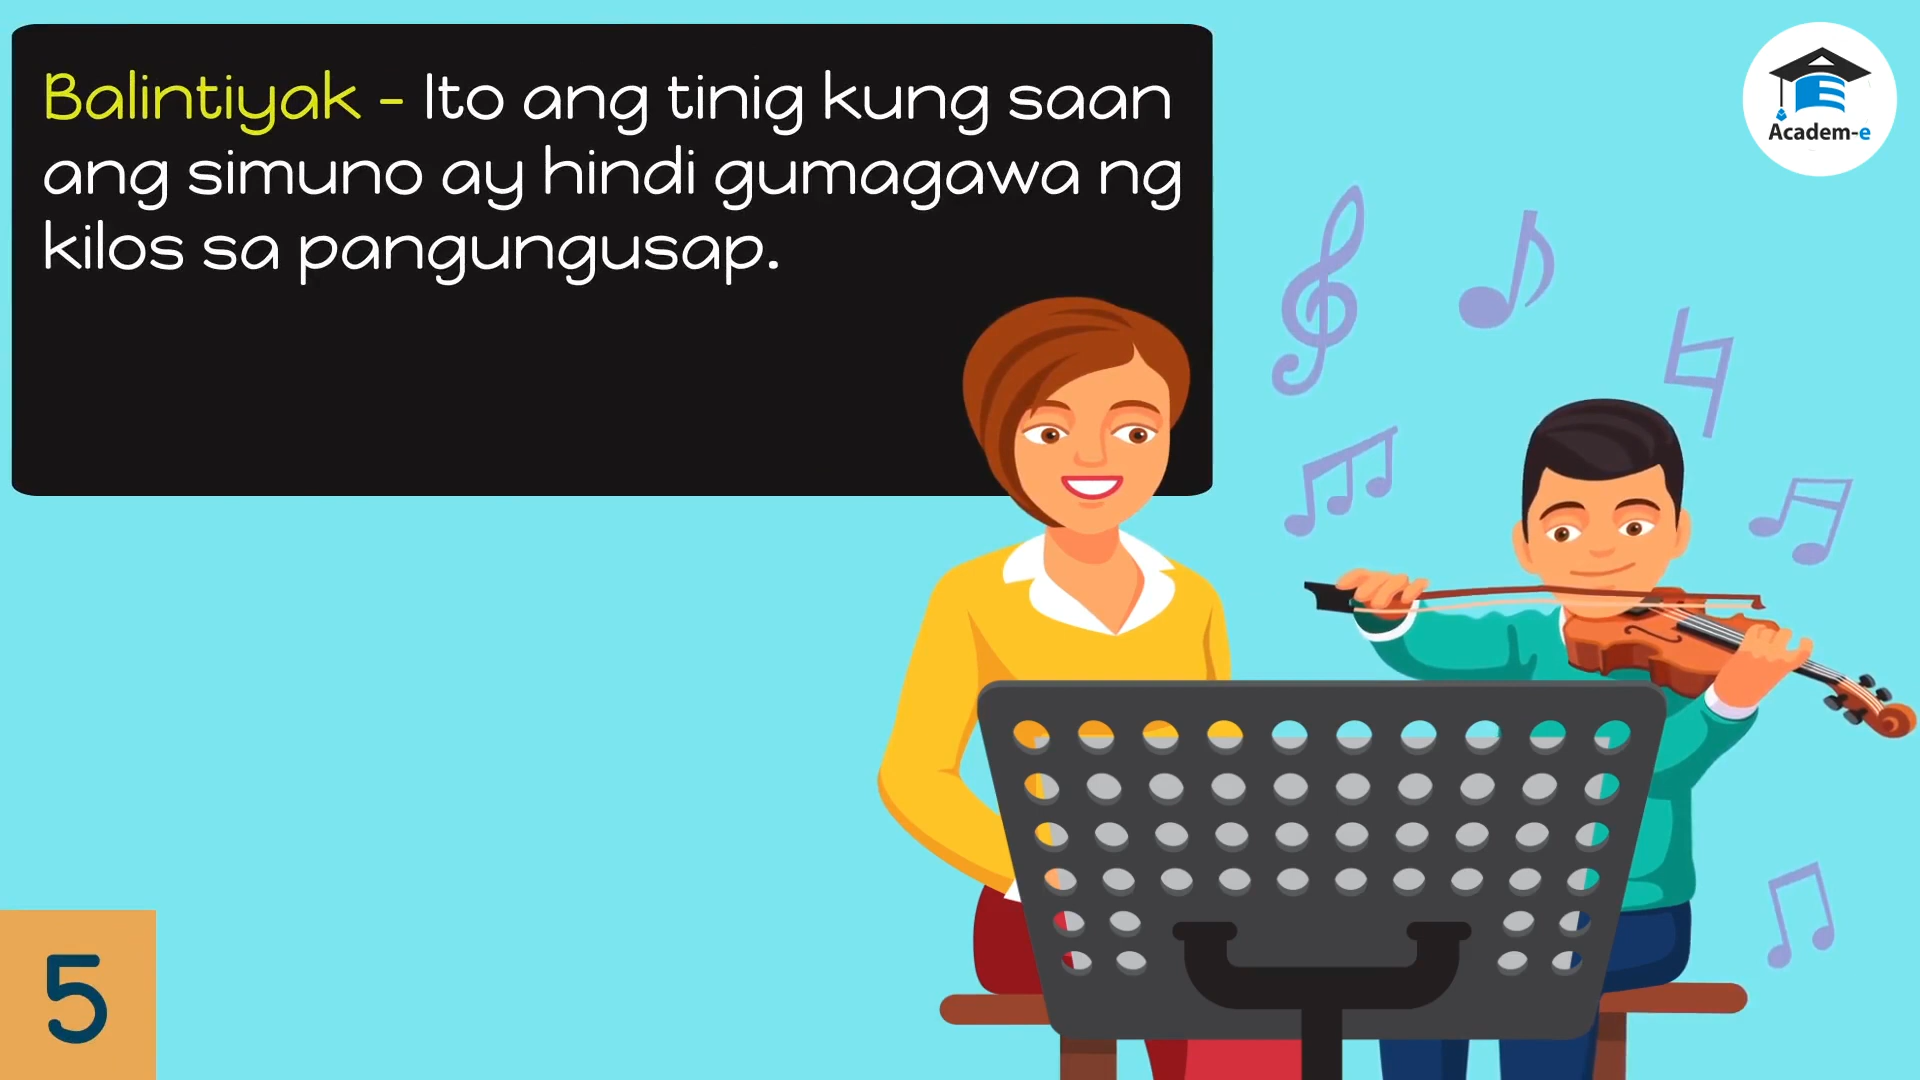 Balintiyak - Ito ang tinig kung saan
ang simuno ay hindi gumagawa ng
kilos sa pangungusap.
E
Academ-e
5